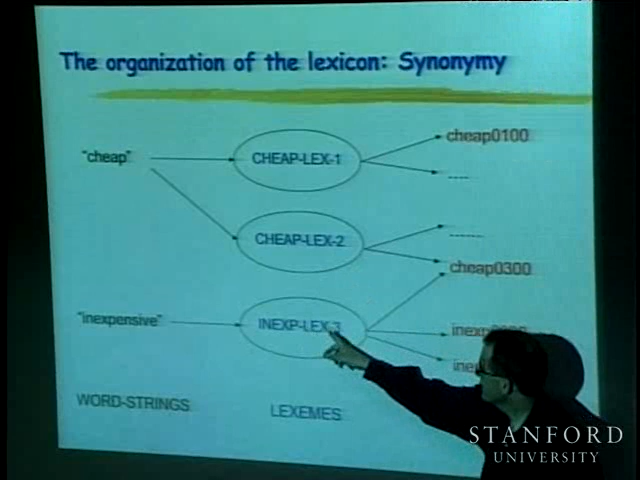 The organization of the lexicon: Synonymy
"cheap"
CHEAP-LEX-1
cheap0100
.....
CHEAP-LEX-2
.......
cheap0300
"inexpensive"
INEXP-LEX-3
WORD-STRINGS
LEXEMES
STANFORD
UNIVERSITY